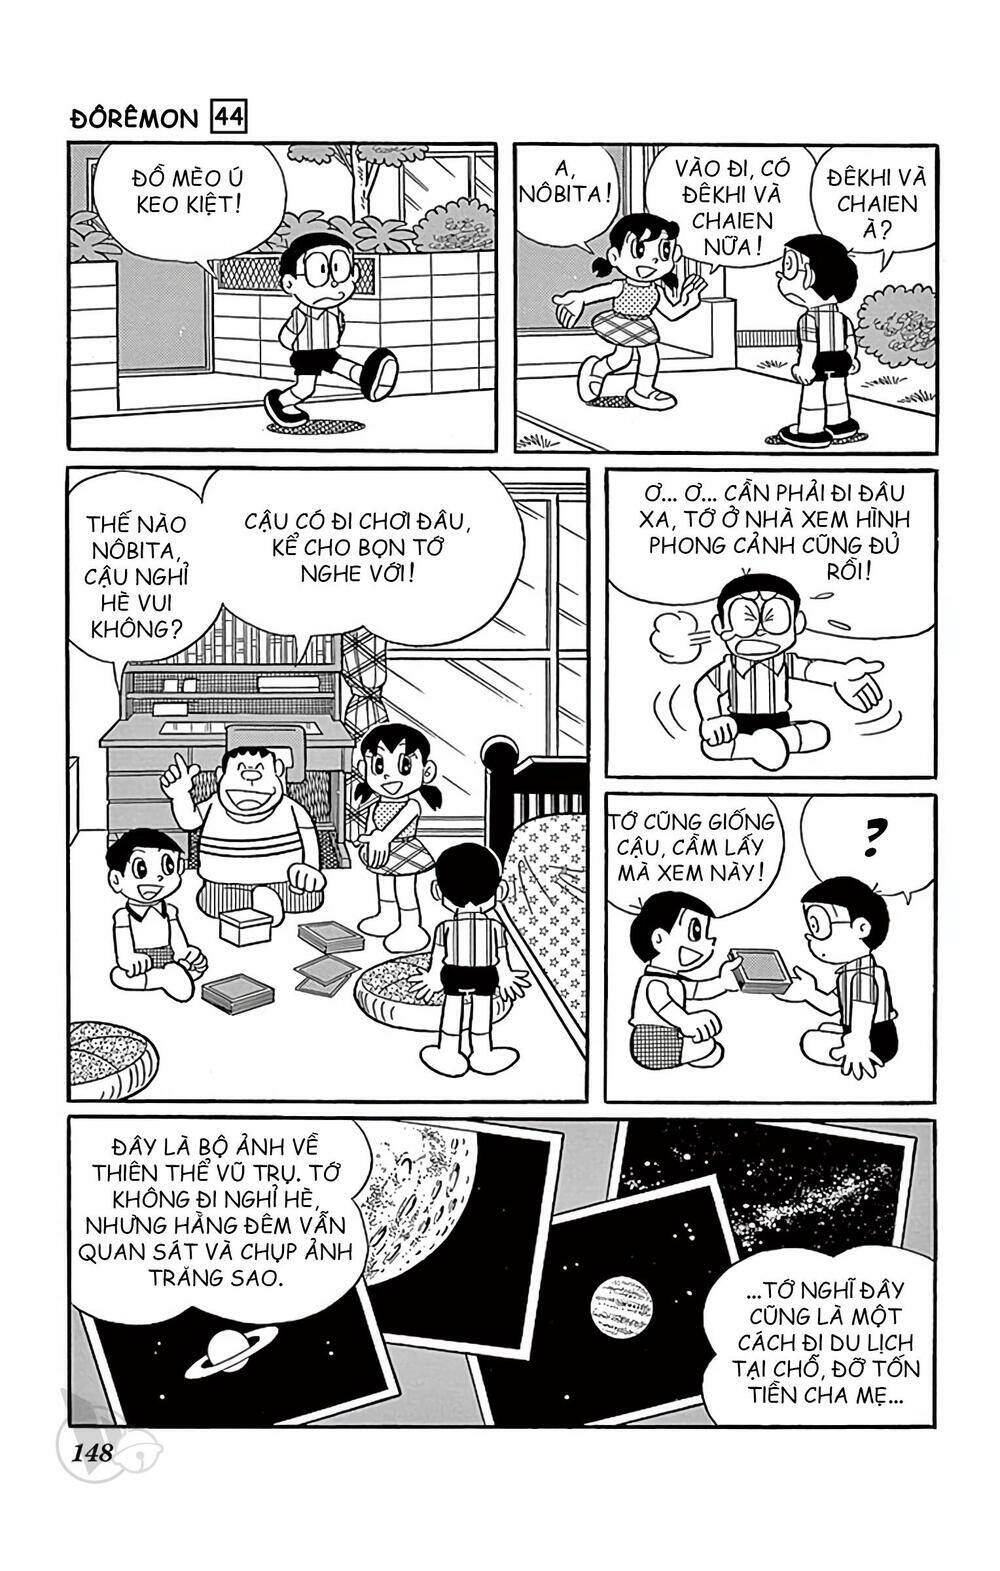 ĐÔRÊMON 44
ĐỒ MÈO Ú
KEO KIỆT!
A,
NÔBITA!
VÀO ĐI, CÓ
ĐÊKHI VÀ
CHAIEN
NỮA!
ĐÊKHI VÀ
CHAIEN
À?
THẾ NÀO
NÔBITA,
CẬU NGHỈ
HÈ VUI
KHÔNG?
CẬU CÓ ĐI CHƠI ĐÂU,
KỂ CHO BỌN TỚ
NGHE VỚI!
Ơ... Ơ... CẦN PHẢI ĐI ĐÂU
XA, TỚ Ở NHÀ XEM HÌNH
PHONG CẢNH CŨNG ĐỦ
RỒI!
TỚ CŨNG GIỐNG
CẬU, CẦM LẤY
MÀ XEM NÀY!
?
ĐÂY LÀ BỘ ẢNH VỀ
THIÊN THỂ VŨ TRỤ. TỚ
KHÔNG ĐI NGHỈ HÈ,
NHƯNG HẰNG ĐÊM VẪN
QUAN SÁT VÀ CHỤP ẢNH
TRĂNG SAO.
...TỚ NGHĨ ĐÂY
CŨNG LÀ MỘT
CÁCH ĐI DU LỊCH
TẠI CHỖ, ĐỠ TỐN
TIỀN CHA MẸ...
148